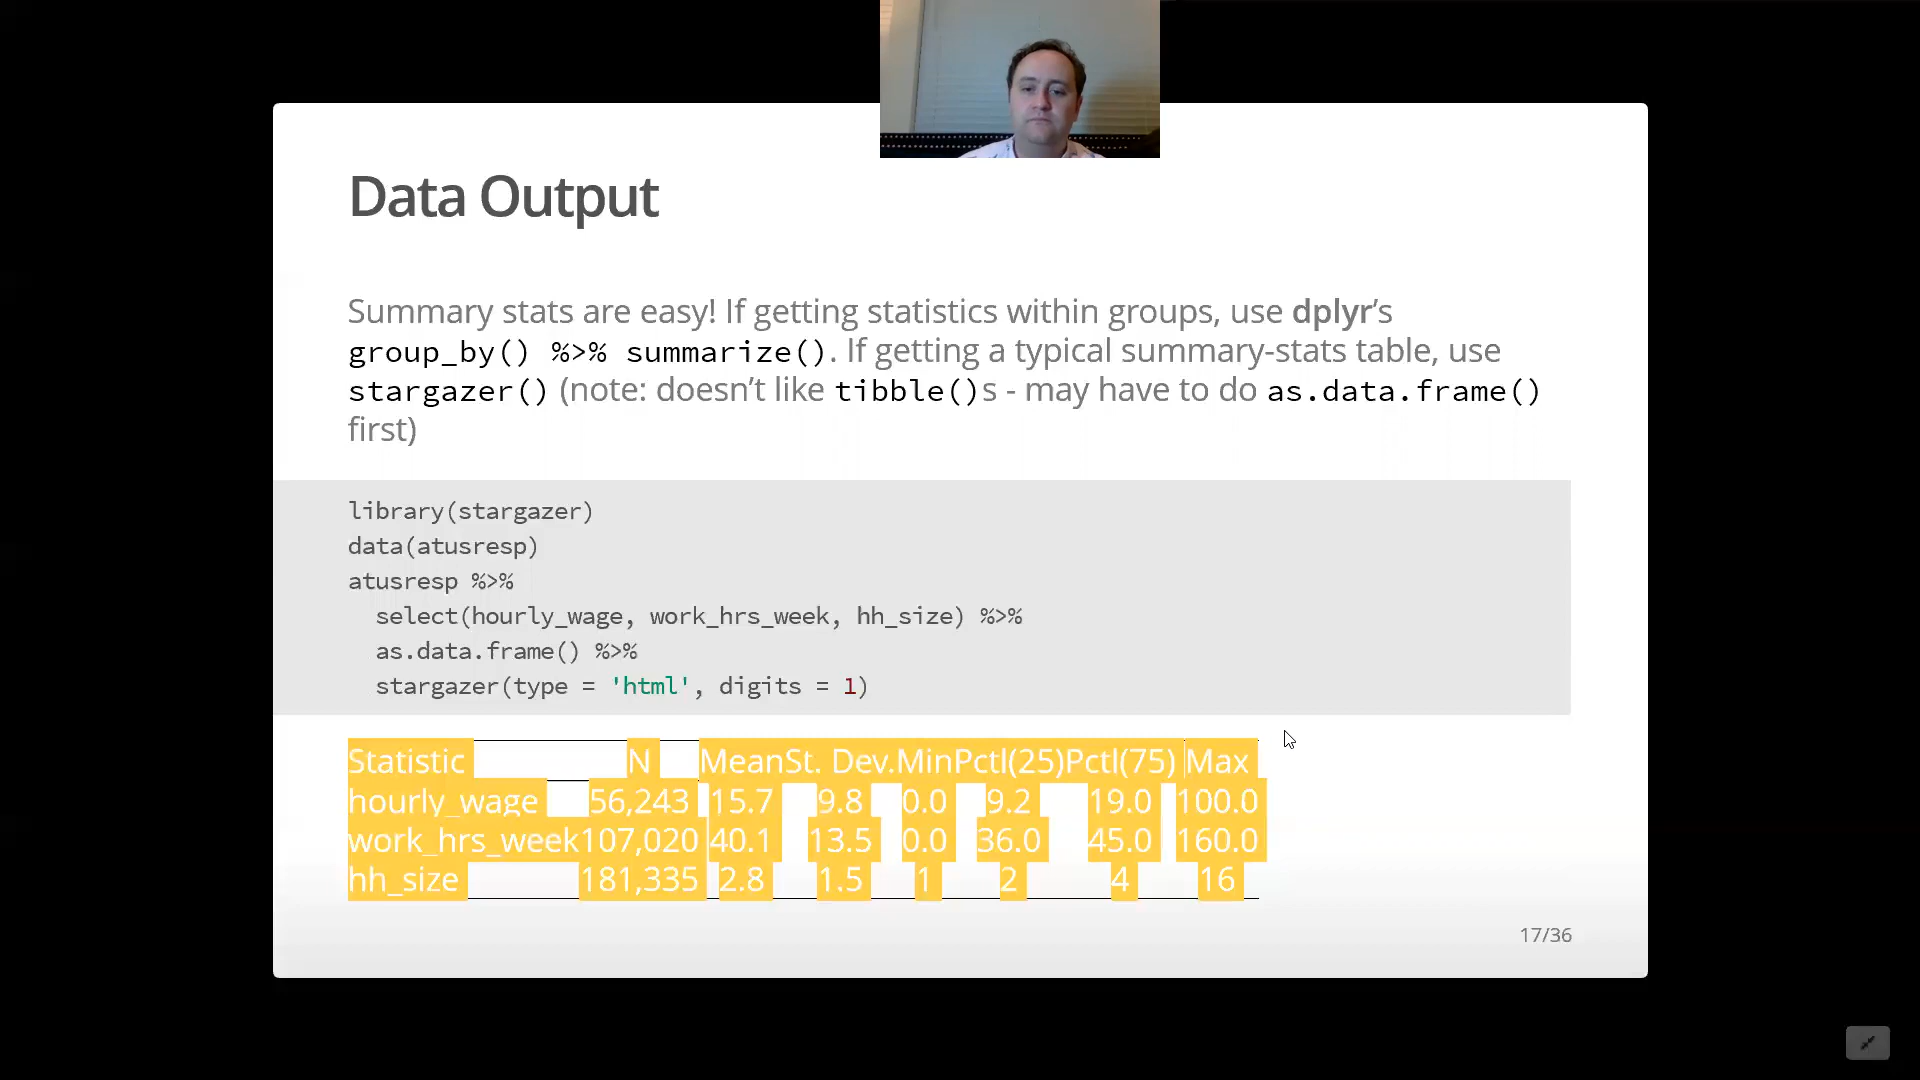 Data Output
Summary stats are easy! If getting statistics within groups, use dplyr’s
group_by() %>% summarize(). If getting a typical summary-stats table, use
stargazer() (note: doesn’t like tibble()s - may have to do as.data.frame()
first)
library(stargazer)
data(atusresp)
atusresp %>%
  select(hourly_wage, work_hrs_week, hh_size) %>%
  as.data.frame() %>%
  stargazer(type = 'html', digits = 1)
Statistic N Mean St. Dev. Min Pctl(25) Pctl(75) Max
hourly_wage 56,243 15.7 9.8 0.0 9.2 19.0 100.0
work_hrs_week 107,020 40.1 13.5 0.0 36.0 45.0 160.0
hh_size 181,335 2.8 1.5 1 2 4 16
17/36